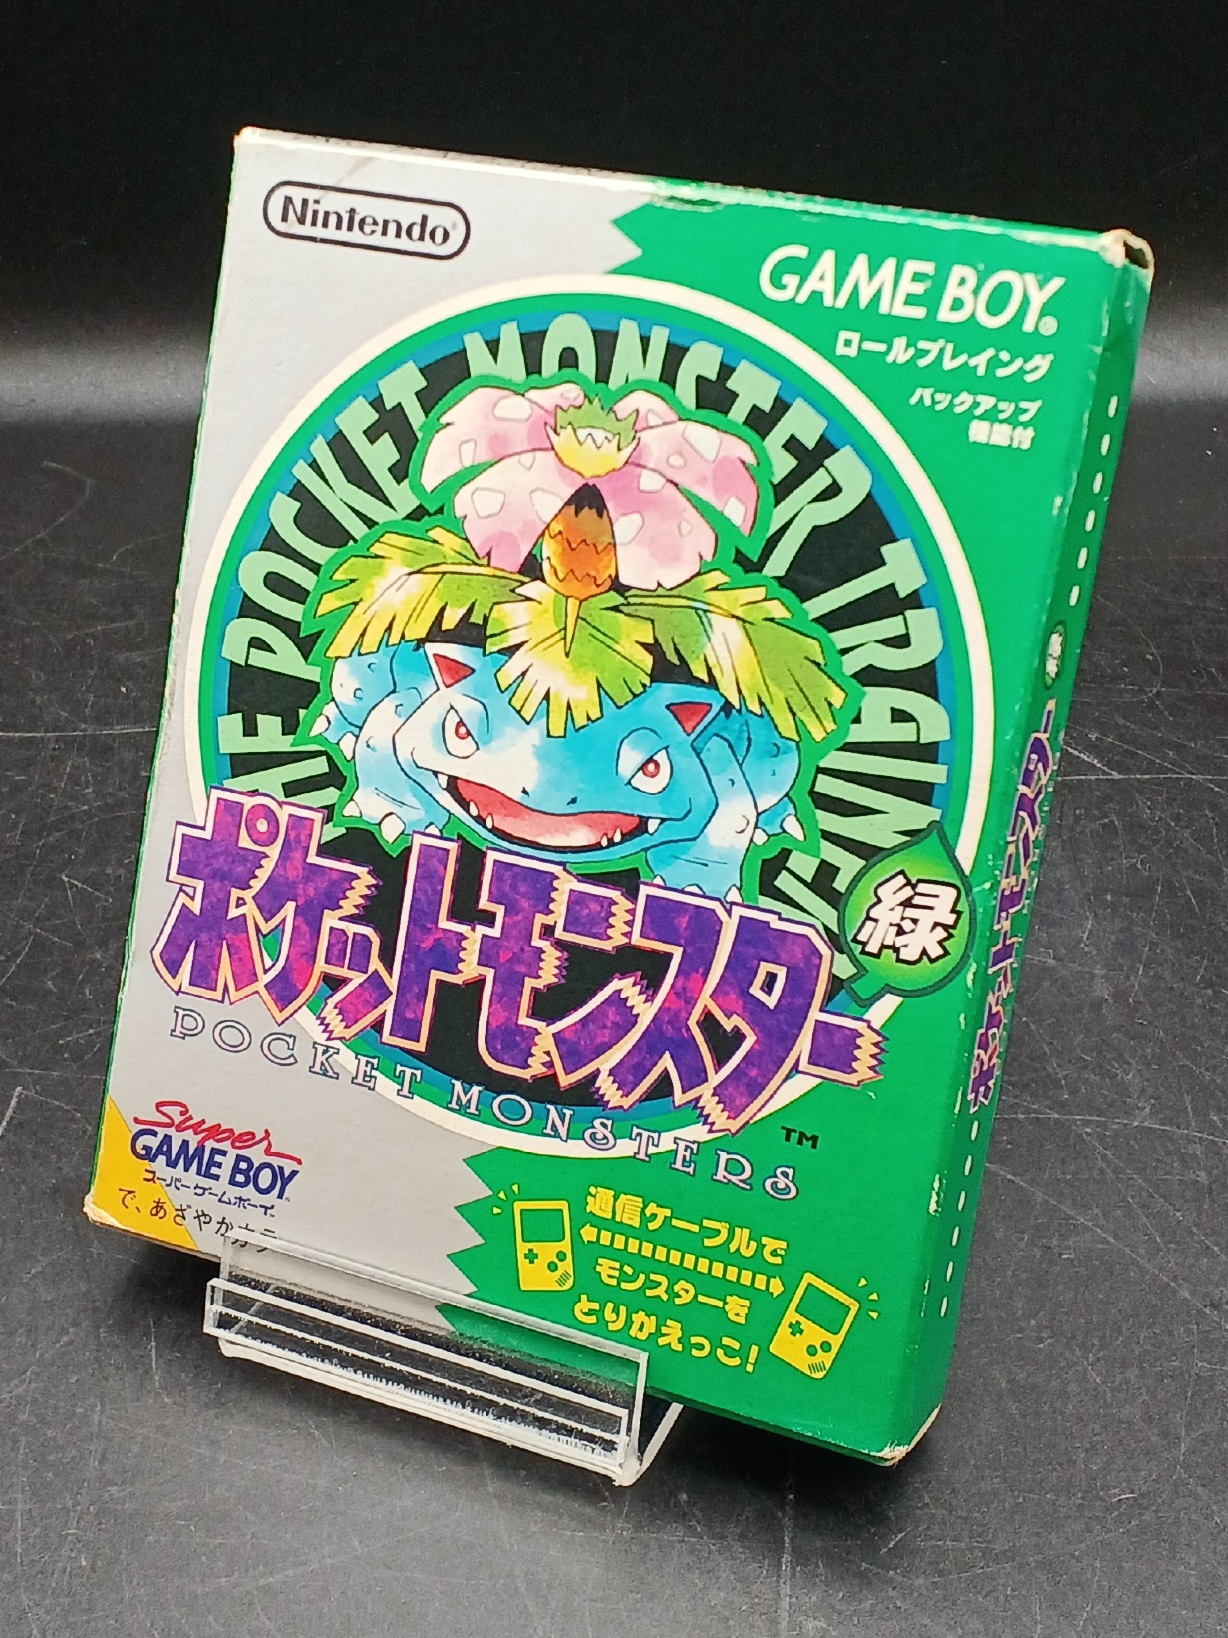 Nintendo®
GAME BOY®
ロールプレイング
バックアップ
機能付
POCKET MONSTER TRAINER
ポケットモンスター
緑
POCKET MONSTERS
TM
Super
GAME BOY
スーパーゲームボーイ
で、あざやかカラ
通信ケーブルで
モンスターを
とりかえっこ!
緑
ポケットモンスター